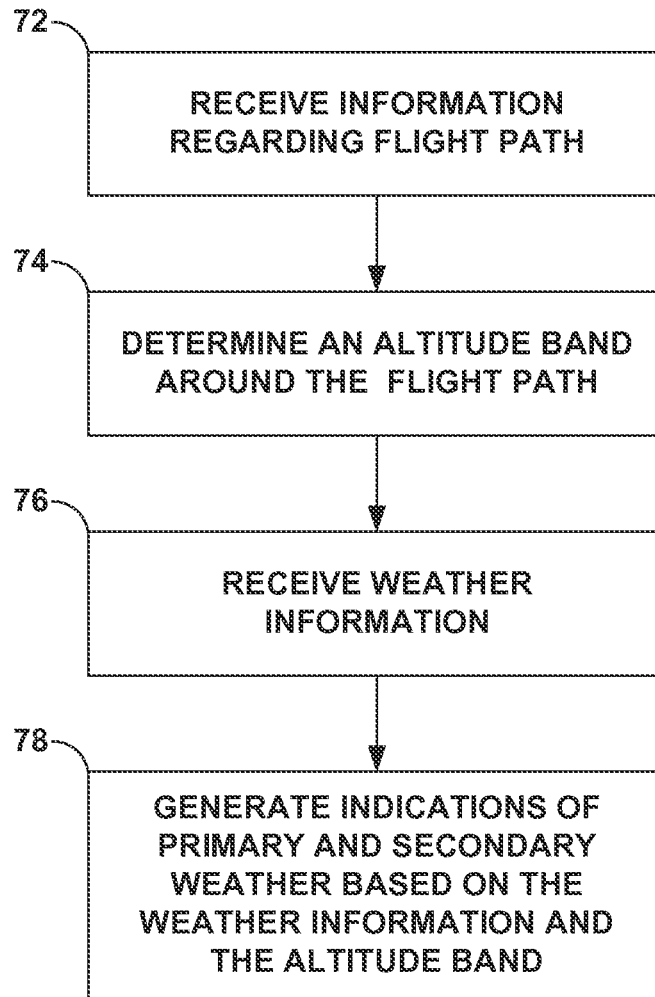 72
RECEIVE INFORMATION
REGARDING FLIGHT PATH
74
DETERMINE AN ALTITUDE BAND
AROUND THE FLIGHT PATH
76
RECEIVE WEATHER
INFORMATION
78
GENERATE INDICATIONS OF
PRIMARY AND SECONDARY
WEATHER BASED ON THE
WEATHER INFORMATION AND
THE ALTITUDE BAND